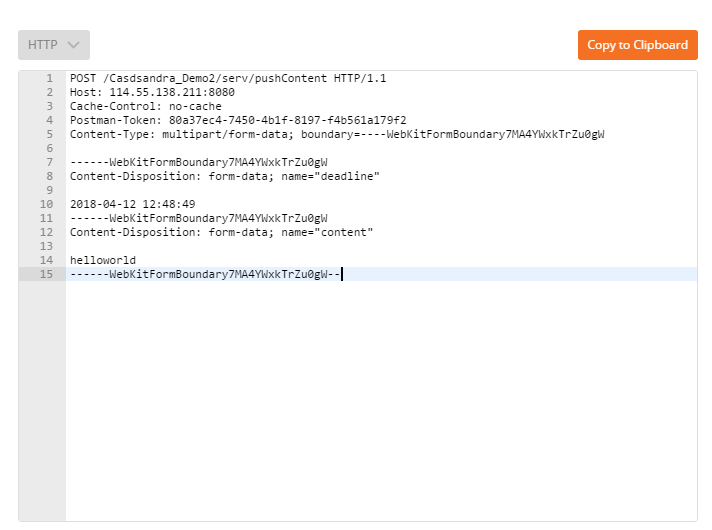 HTTP
Copy to Clipboard
1 POST /Casdsandra_Demo2/serv/pushContent HTTP/1.1
2 Host: 114.55.138.211:8080
3 Cache-Control: no-cache
4 Postman-Token: 80a37ec4-7450-4b1f-8197-f4b561a179f2
5 Content-Type: multipart/form-data; boundary=----WebKitFormBoundary7MA4YWxkTrZu0gW
6
7 ------WebKitFormBoundary7MA4YWxkTrZu0gW
8 Content-Disposition: form-data; name="deadline"
9
10 2018-04-12 12:48:49
11 ------WebKitFormBoundary7MA4YWxkTrZu0gW
12 Content-Disposition: form-data; name="content"
13
14 helloworld
15 ------WebKitFormBoundary7MA4YWxkTrZu0gW--